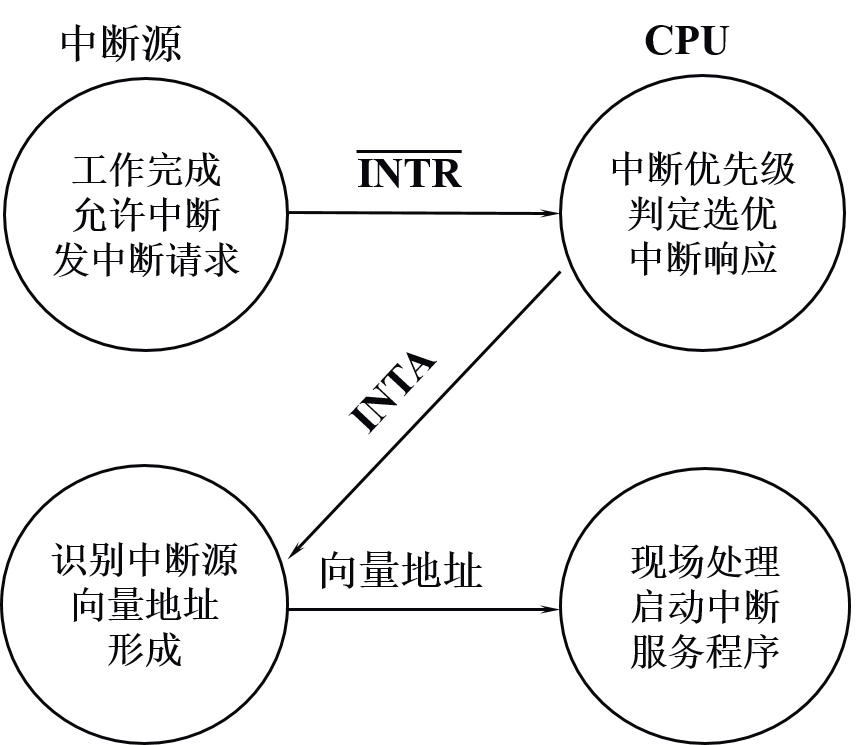 中断源
CPU
工作完成
允许中断
发中断请求
INTR
中断优先级
判定选优
中断响应
INTA
识别中断源
向量地址
形成
向量地址
现场处理
启动中断
服务程序